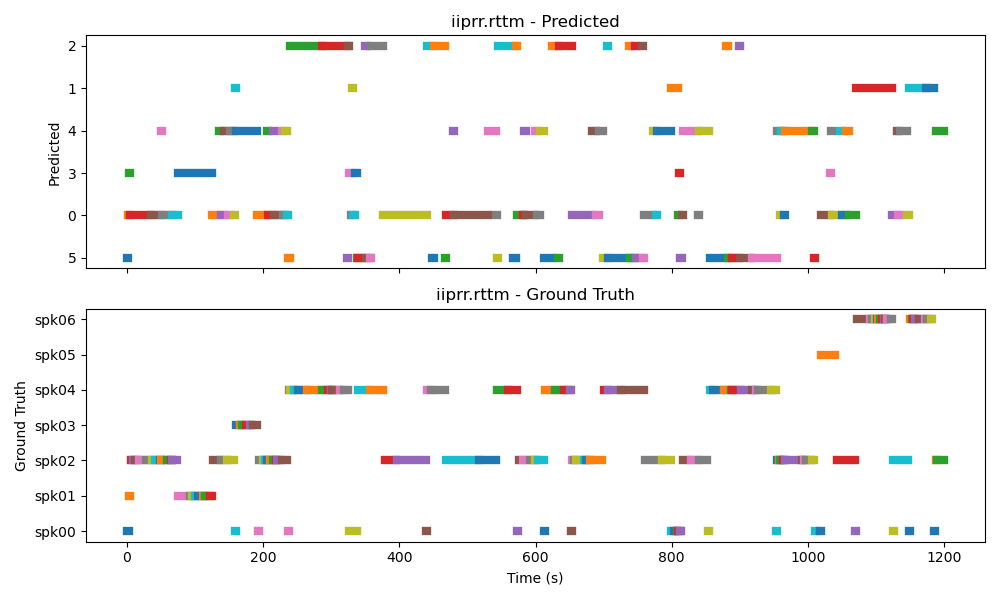 iiprr.rttm - Predicted
2
1
4
3
0
5
Predicted
iiprr.rttm - Ground Truth
spk06
spk05
spk04
spk03
spk02
spk01
spk00
Ground Truth
0 200 400 600 800 1000 1200
Time (s)